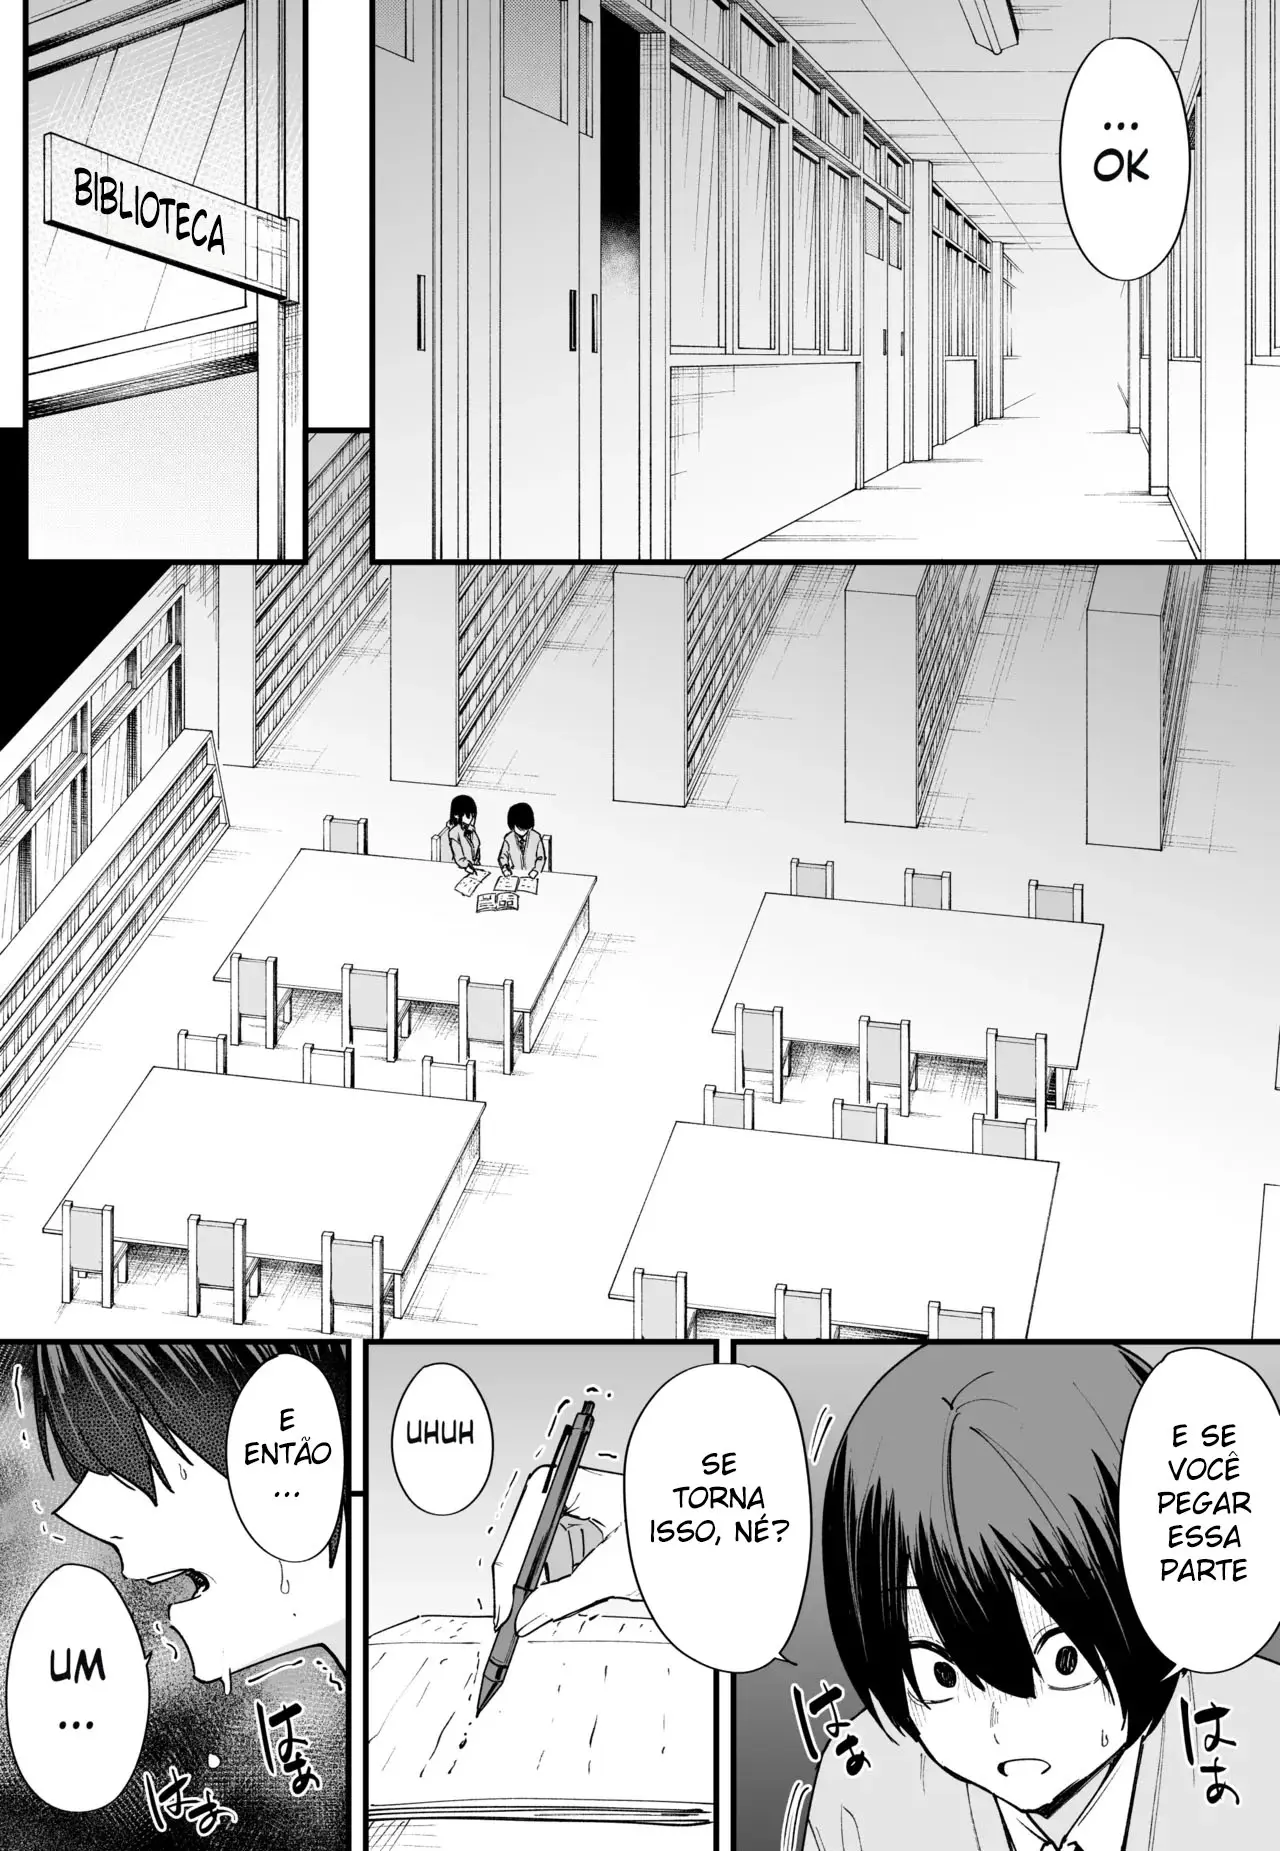 ...
OK
BIBLIOTECA
E SE
VOCÊ
PEGAR
ESSA
PARTE
はぁ
はぁ
SE
TORNA
ISSO, NÉ?
UHUH
E
ENTÃO
...
UM
...
はぁ
はぁ